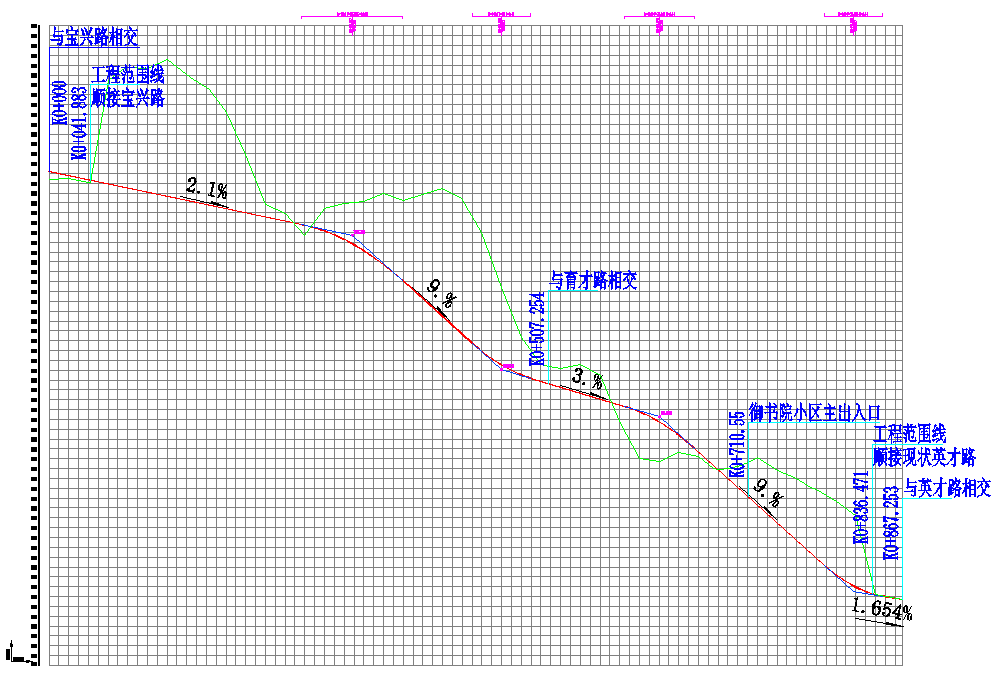 与宝兴路相交
K0+000
工程范围线
顺接宝兴路
K0+041.883
2.1%
9.%
与育才路相交
K0+507.254
3.%
御书院小区主出入口
K0+710.55
9.%
工程范围线
顺接现状英才路
K0+836.471
与英才路相交
K0+867.253
1.654%